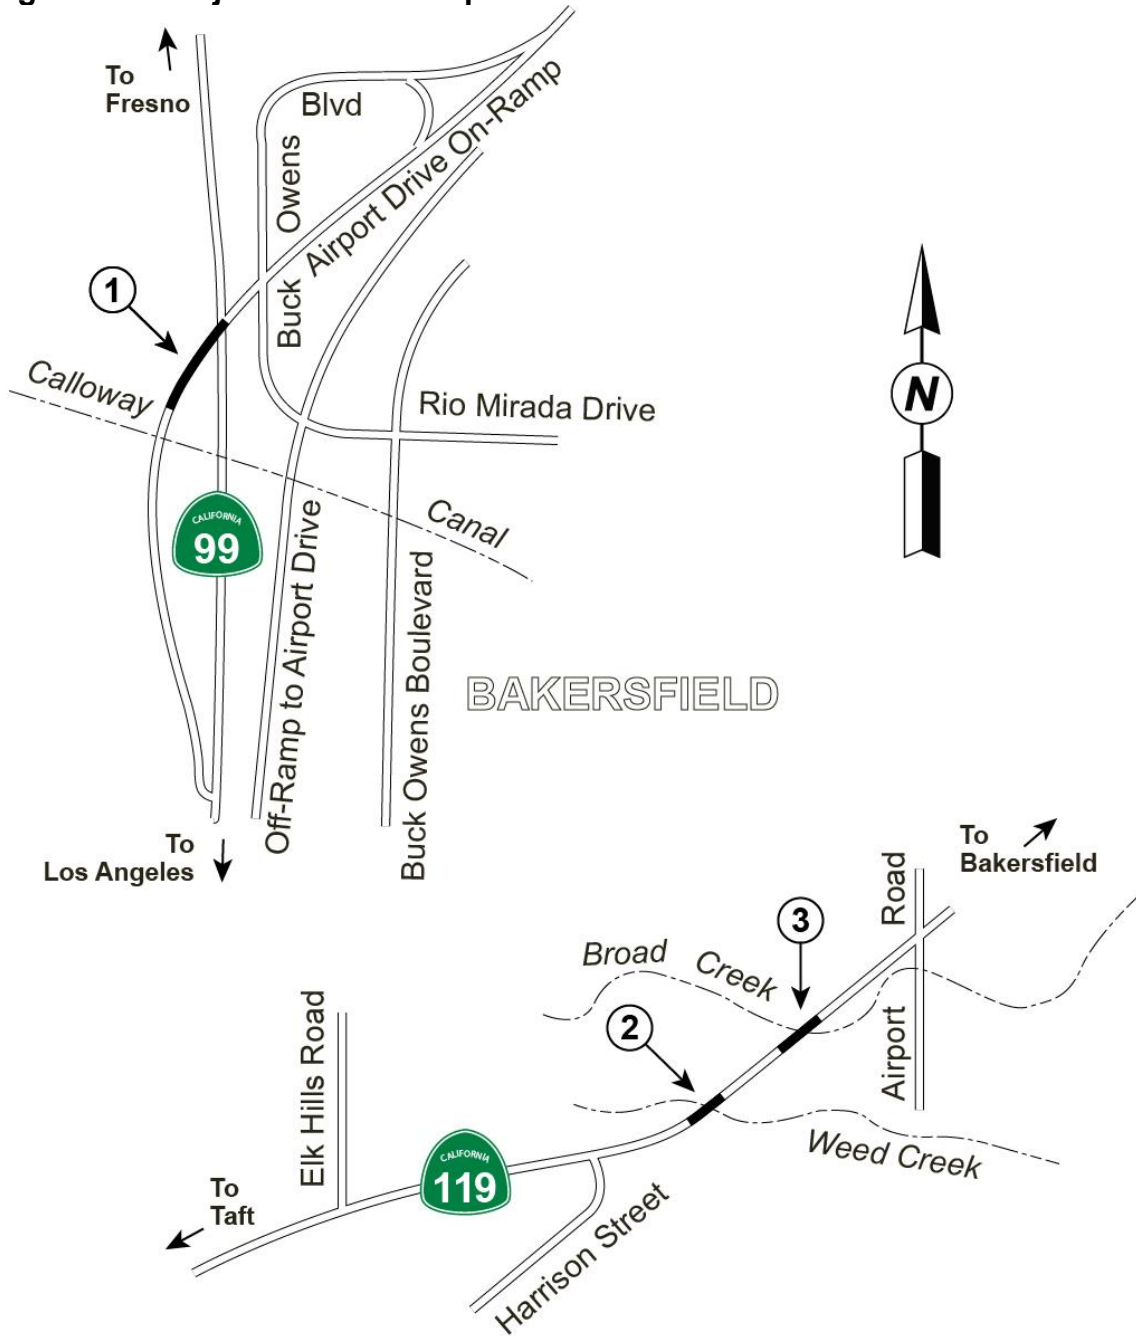 To
Fresno
Blvd
Buck Owens
Airport Drive On-Ramp
1
Calloway
Canal
Rio Mirada Drive
N
CALIFORNIA
99
Off-Ramp to Airport Drive
Buck Owens Boulevard
BAKERSFIELD
To
Los Angeles
To
Bakersfield
Airport Road
3
Broad Creek
2
Elk Hills Road
Weed Creek
CALIFORNIA
119
To
Taft
Harrison Street